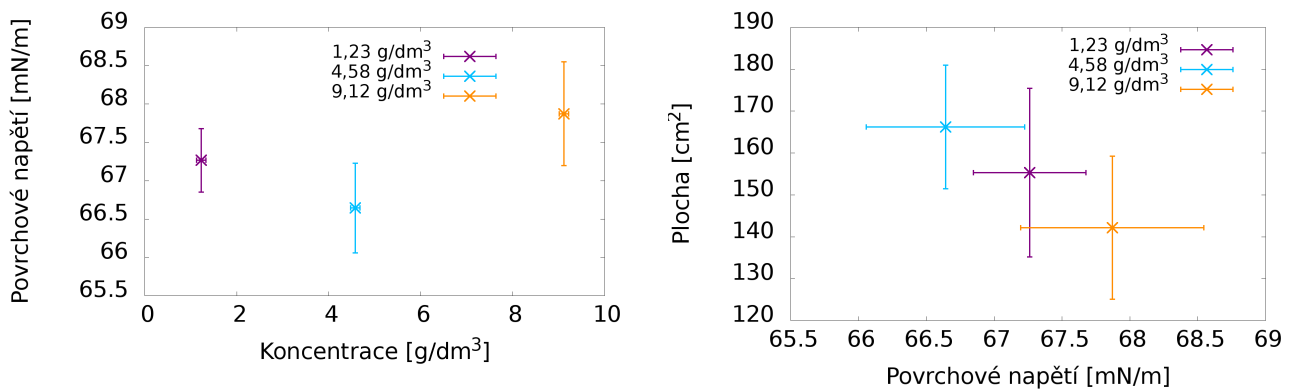 Povrchové napětí [mN/m]
69
68.5
68
67.5
67
66.5
66
65.5
1,23 g/dm³
4,58 g/dm³
9,12 g/dm³
0 2 4 6 8 10
Koncentrace [g/dm³]
Plocha [cm²]
190
180
170
160
150
140
130
120
1,23 g/dm³
4,58 g/dm³
9,12 g/dm³
65.5 66 66.5 67 67.5 68 68.5 69
Povrchové napětí [mN/m]